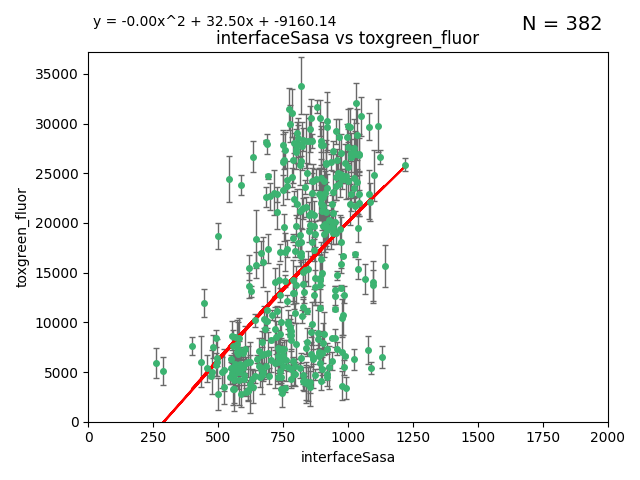 y = -0.00x^2 + 32.50x + -9160.14
N = 382
interfaceSasa vs toxgreen_fluor
35000
30000
25000
20000
15000
10000
5000
0
toxgreen_fluor
0 250 500 750 1000 1250 1500 1750 2000
interfaceSasa